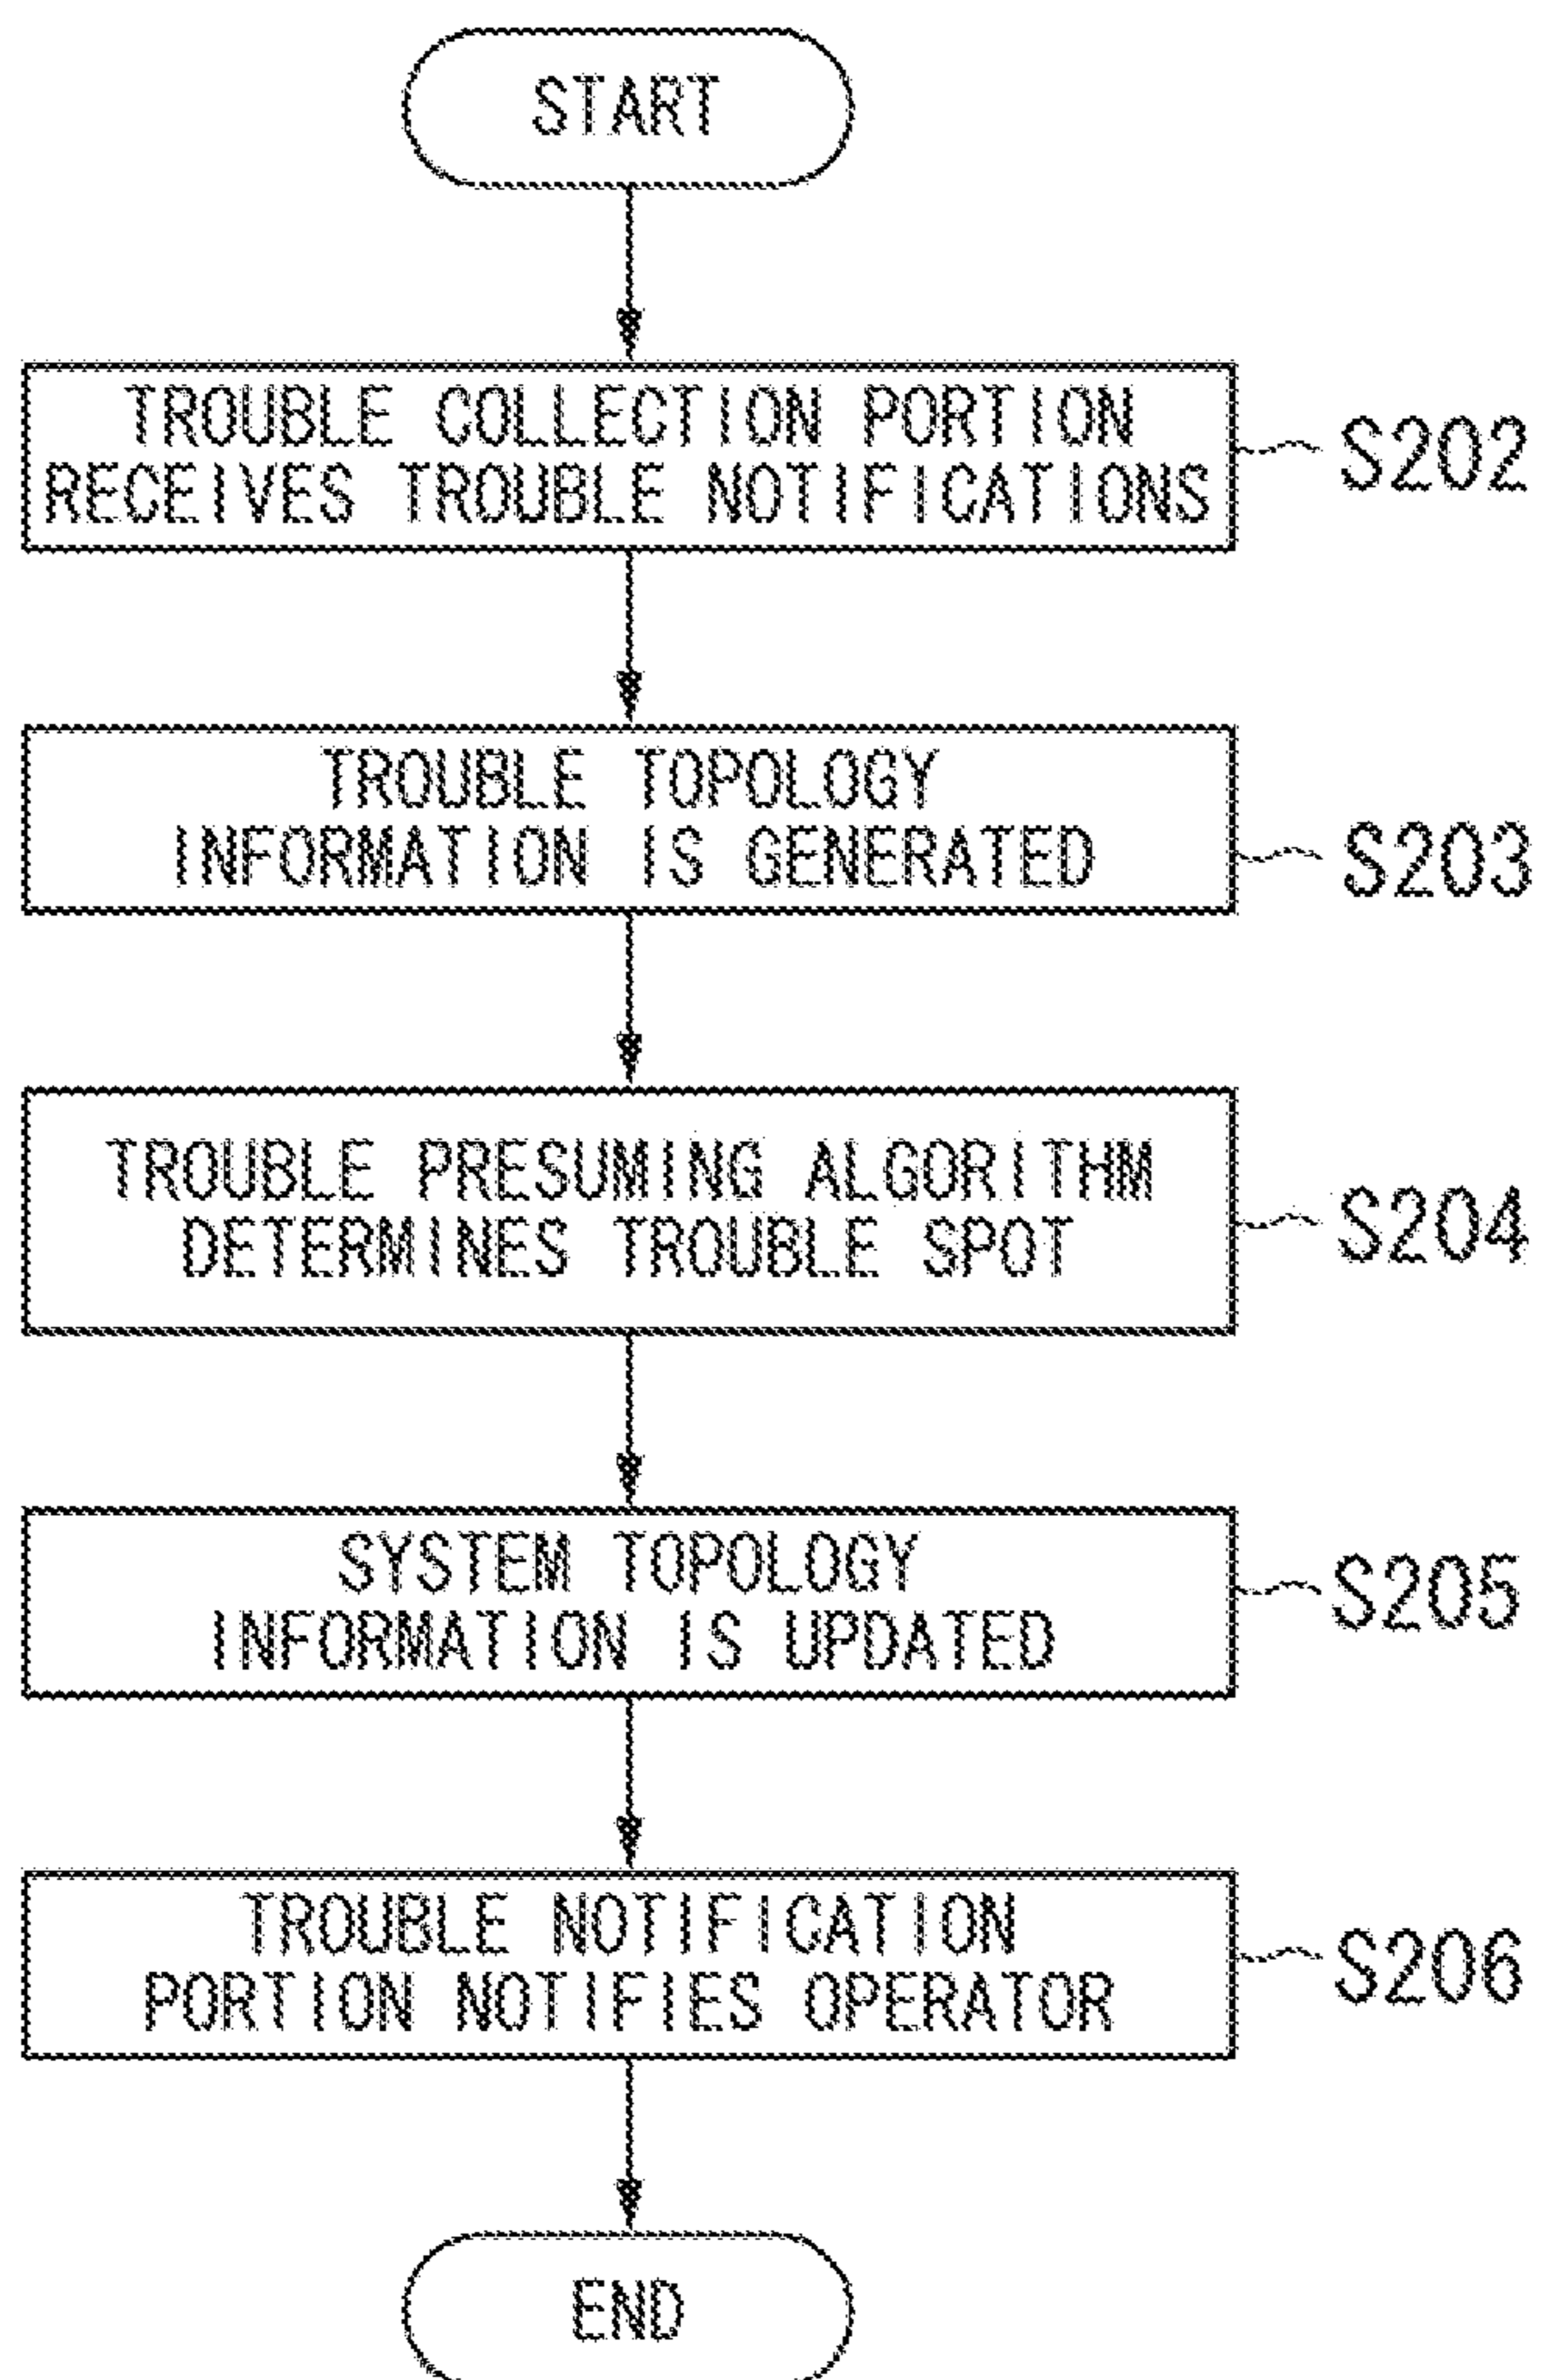 START
TROUBLE COLLECTION PORTION
RECEIVES TROUBLE NOTIFICATIONS
S202
TROUBLE TOPOLOGY
INFORMATION IS GENERATED
S203
TROUBLE PRESUMING ALGORITHM
DETERMINES TROUBLE SPOT
S204
SYSTEM TOPOLOGY
INFORMATION IS UPDATED
S205
TROUBLE NOTIFICATION
PORTION NOTIFIES OPERATOR
S206
END